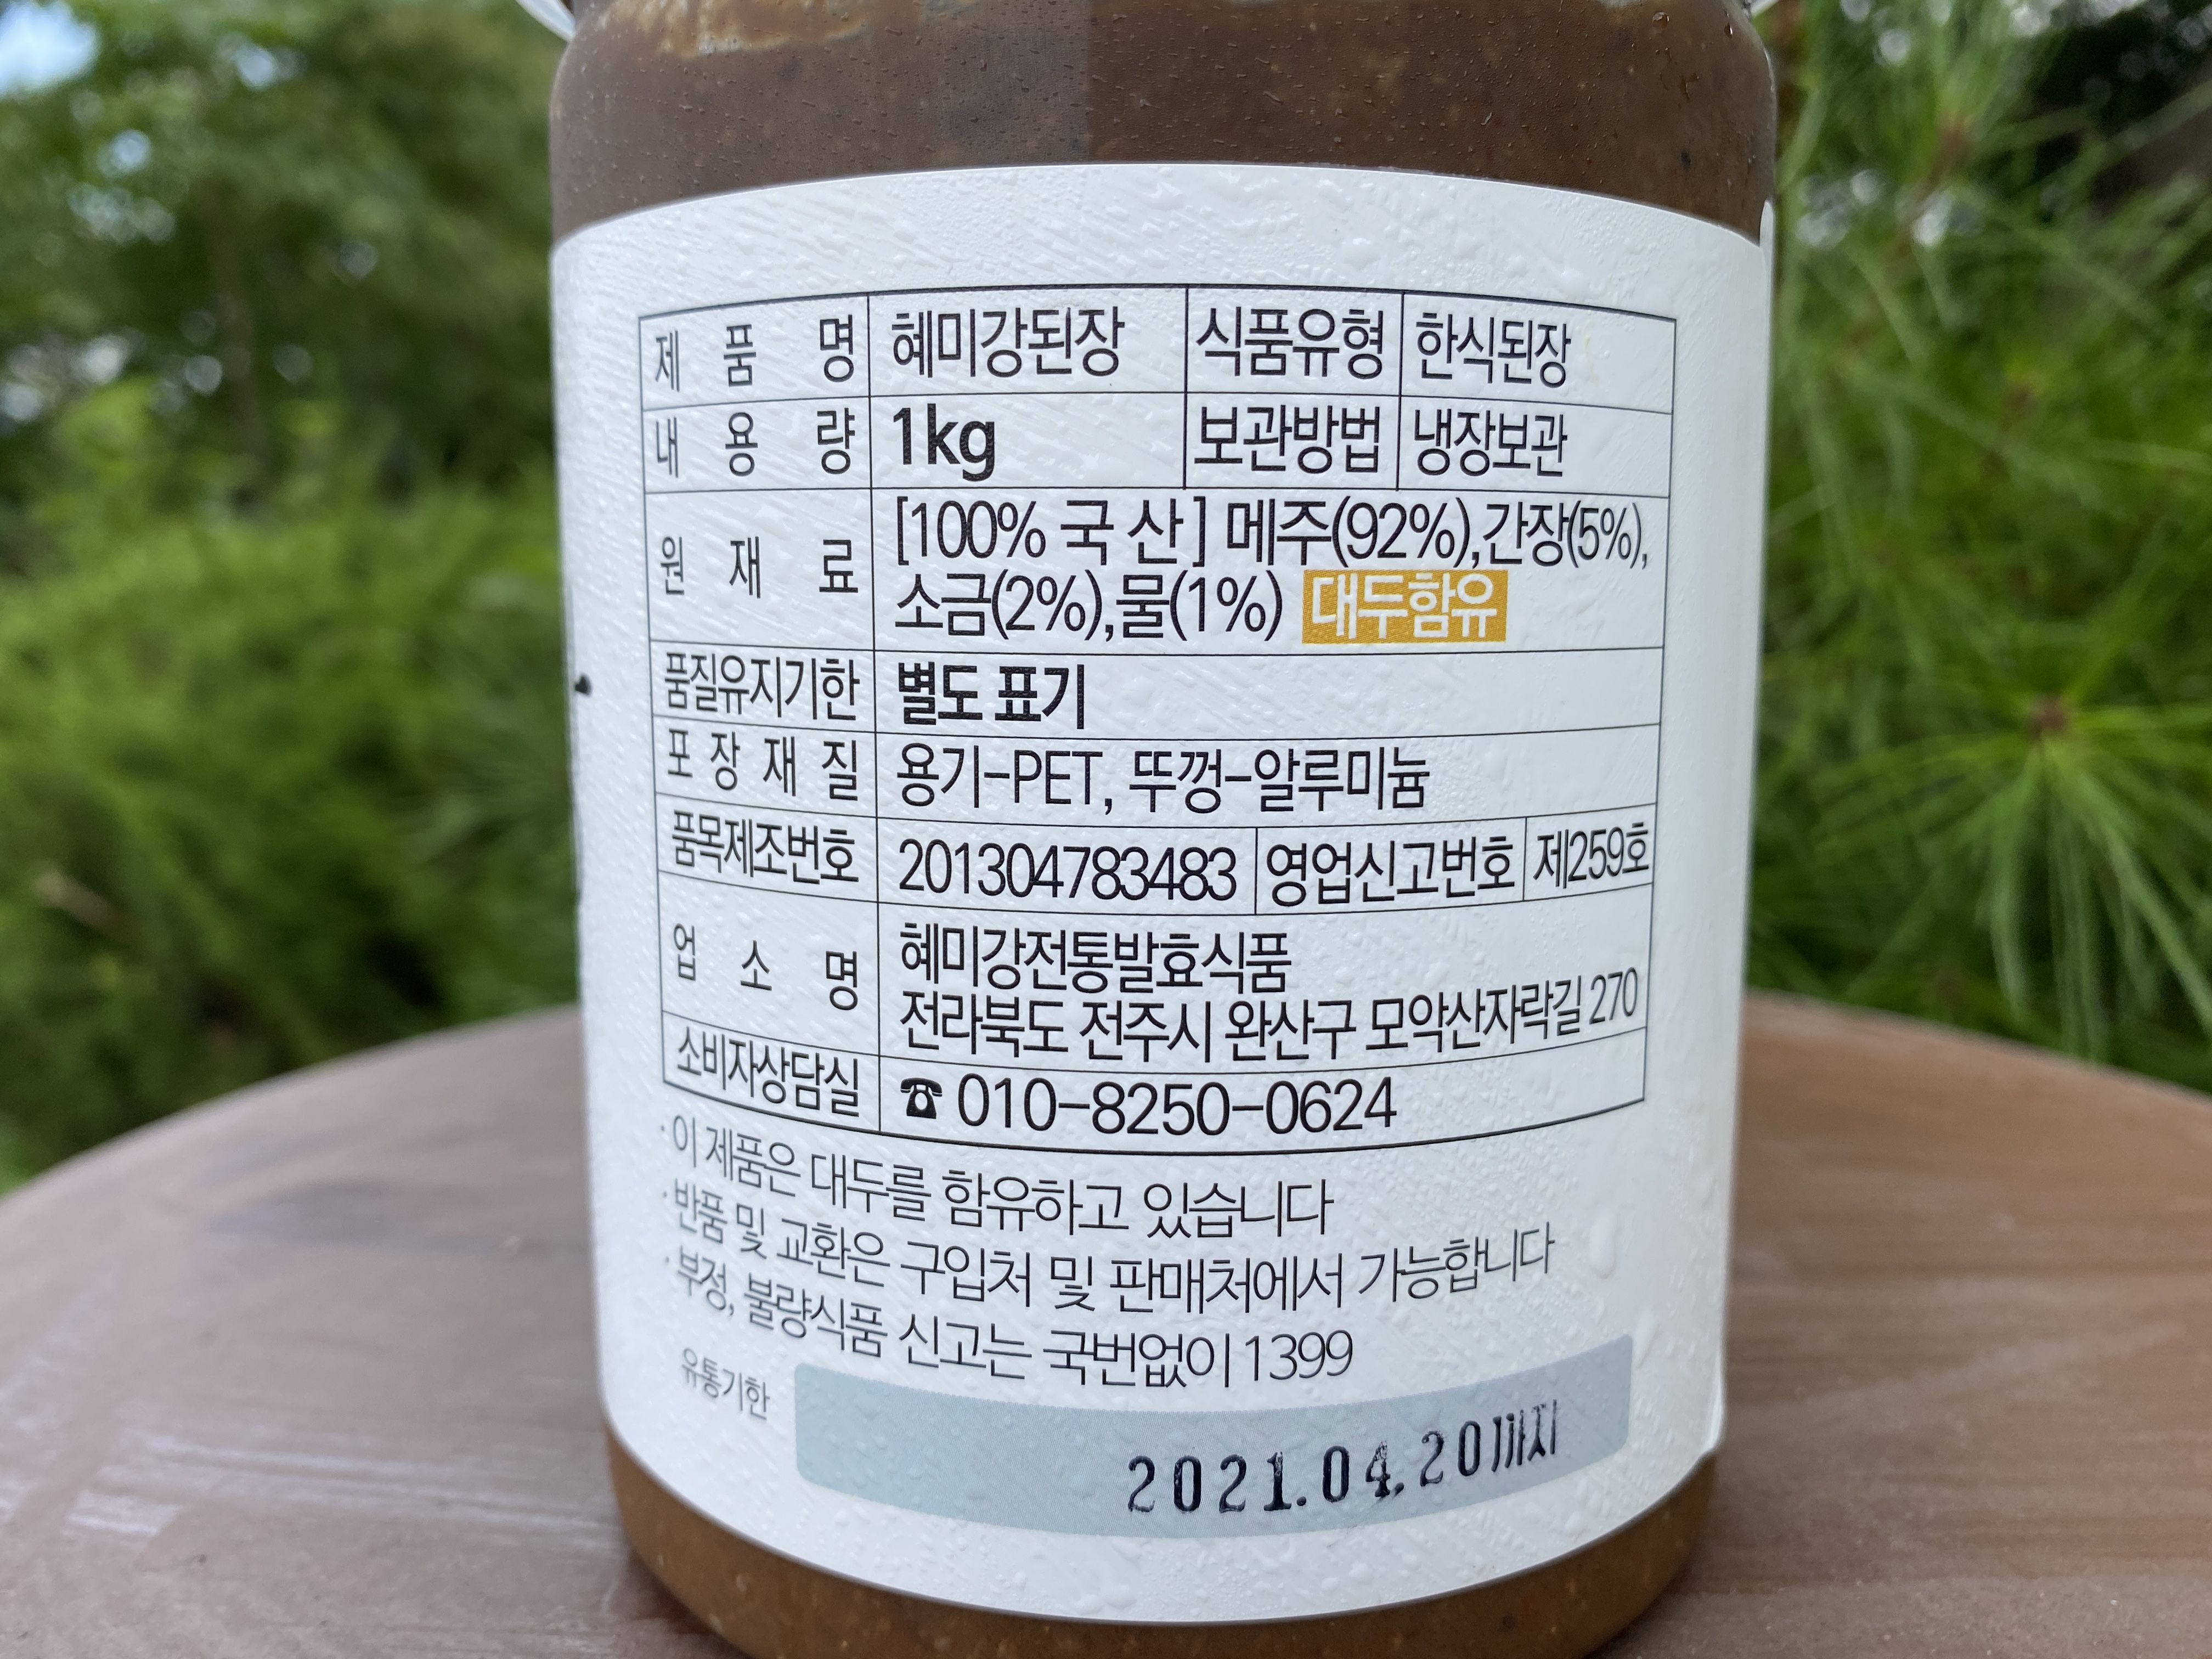 제품명 혜미강된장 식품유형 한식된장
내용량 1kg 보관방법 냉장보관
원재료 [100% 국 산] 메주(92%),간장(5%),
소금(2%),물(1%) 대두함유
품질유지기한 별도 표기
포장재질 용기-PET, 뚜껑-알루미늄
품목제조번호 201304783483 영업신고번호 제259호
업소명 혜미강전통발효식품
전라북도 전주시 완산구 모악산자락길 270
소비자상담실 ☎ 010-8250-0624
· 이 제품은 대두를 함유하고 있습니다
· 반품 및 교환은 구입처 및 판매처에서 가능합니다
· 부정, 불량식품 신고는 국번없이 1399
유통기한 2021.04.20까지